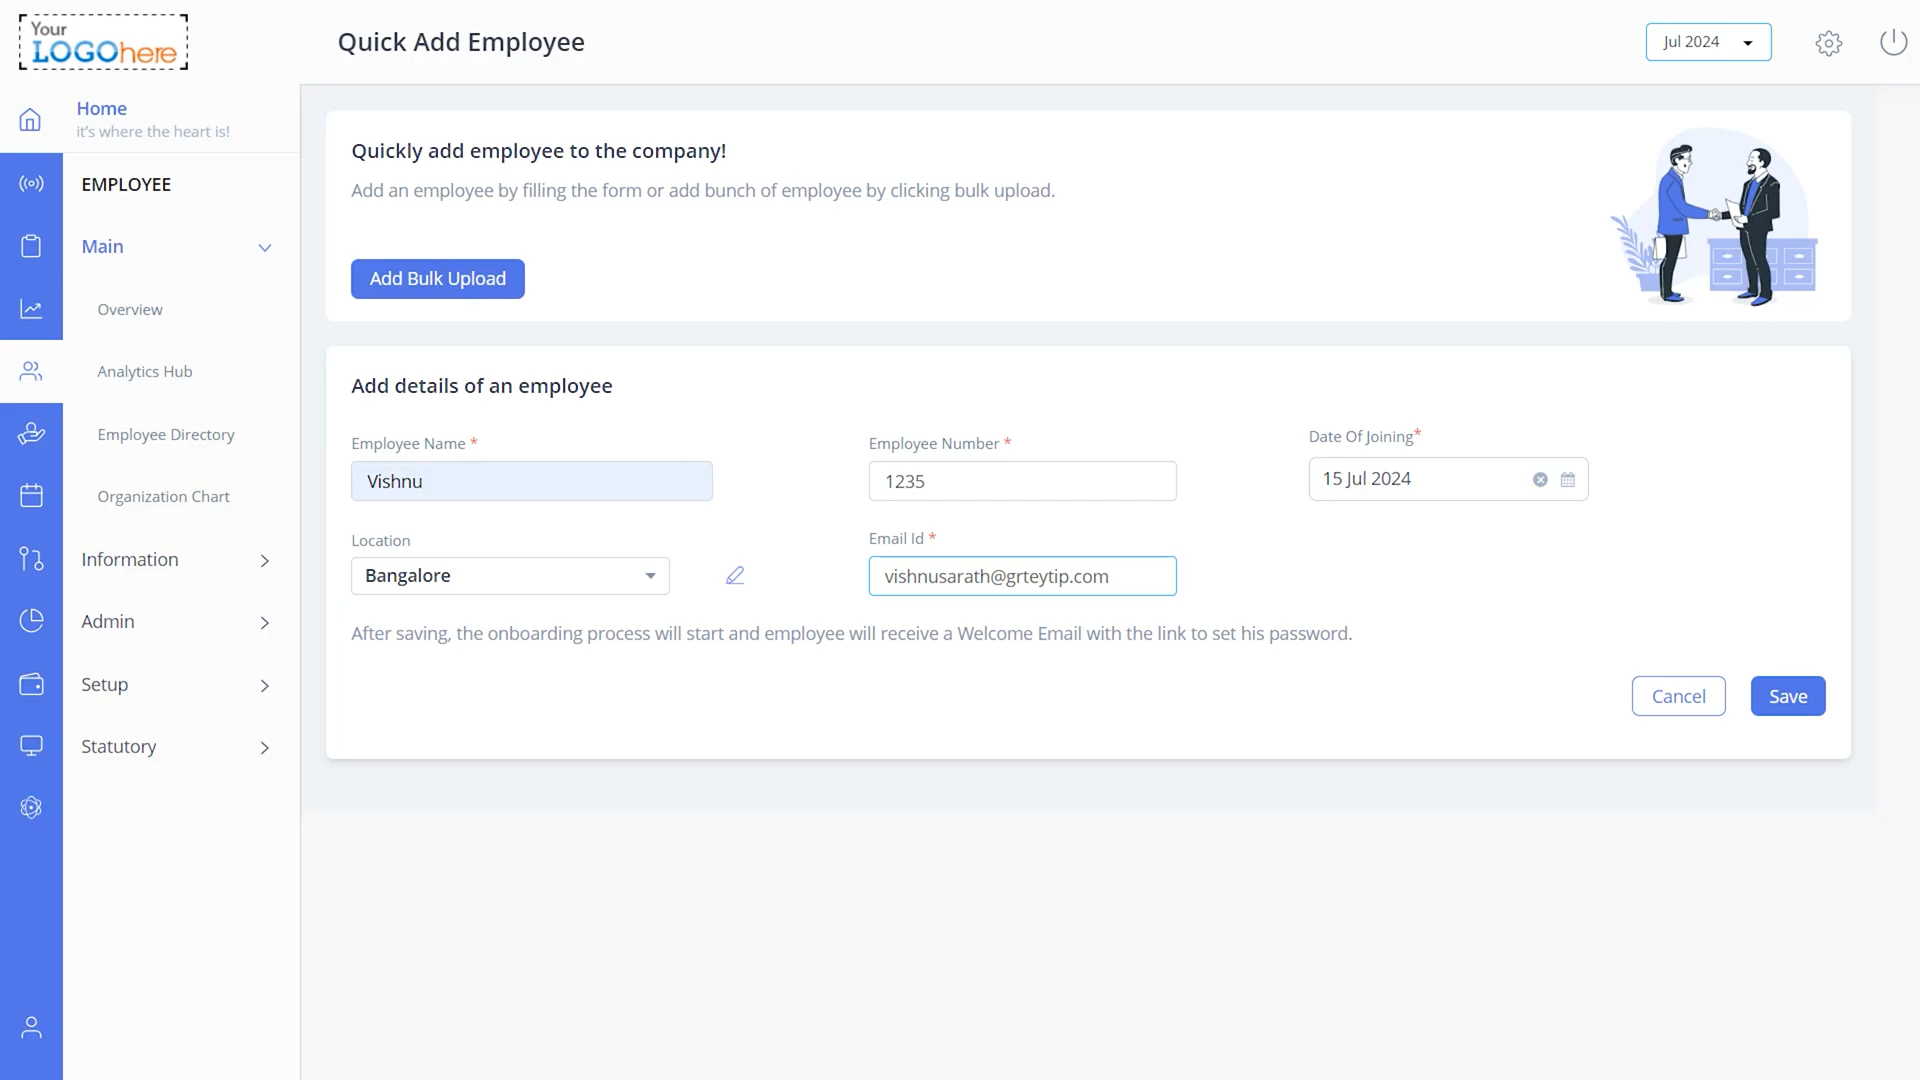 Your
LOGOhere
Quick Add Employee
Jul 2024
Home
it's where the heart is!
EMPLOYEE
Main
Overview
Analytics Hub
Employee Directory
Organization Chart
Information
Admin
Setup
Statutory
Quickly add employee to the company!
Add an employee by filling the form or add bunch of employee by clicking bulk upload.
Add Bulk Upload
Add details of an employee
Employee Name *
Vishnu
Employee Number *
1235
Date Of Joining*
15 Jul 2024
Location
Bangalore
Email Id *
vishnusarath@grteytip.com
After saving, the onboarding process will start and employee will receive a Welcome Email with the link to set his password.
Cancel
Save